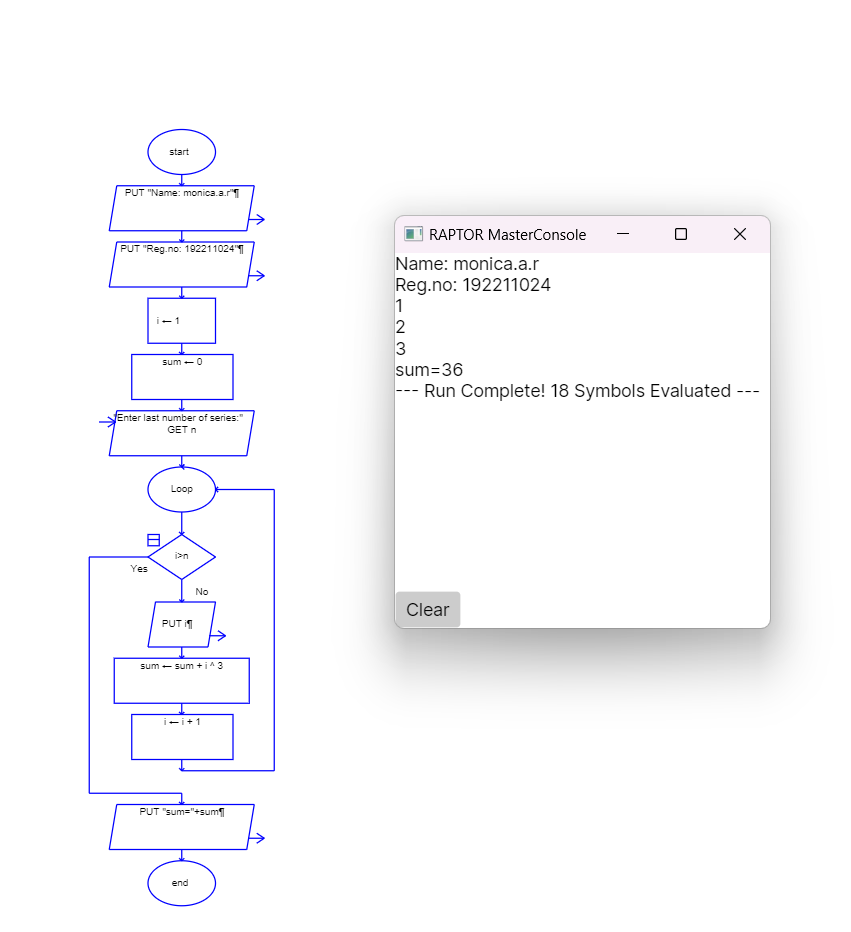 start
PUT "Name: monica.a.r"¶
PUT "Reg.no: 192211024"¶
i ← 1
sum ← 0
"Enter last number of series:"
GET n
Loop
i>n
Yes
No
PUT i¶
sum ← sum + i ^ 3
i ← i + 1
PUT "sum="+sum¶
end
RAPTOR MasterConsole
Name: monica.a.r
Reg.no: 192211024
1
2
3
sum=36
--- Run Complete! 18 Symbols Evaluated ---
Clear